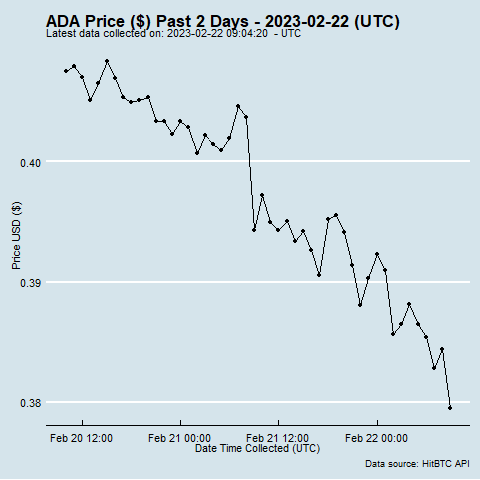 ADA Price ($) Past 2 Days - 2023-02-22 (UTC)
Latest data collected on: 2023-02-22 09:04:20  - UTC
Price USD ($)
0.40
0.39
0.38
Feb 20 12:00
Feb 21 00:00
Feb 21 12:00
Feb 22 00:00
Date Time Collected (UTC)
Data source: HitBTC API